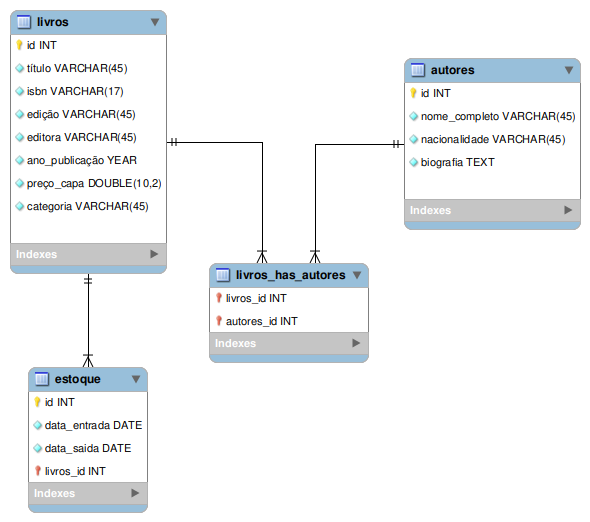 livros
id INT
título VARCHAR(45)
isbn VARCHAR(17)
edição VARCHAR(45)
editora VARCHAR(45)
ano_publicação YEAR
preço_capa DOUBLE(10,2)
categoria VARCHAR(45)
Indexes
autores
id INT
nome_completo VARCHAR(45)
nacionalidade VARCHAR(45)
biografia TEXT
Indexes
livros_has_autores
livros_id INT
autores_id INT
Indexes
estoque
id INT
data_entrada DATE
data_saida DATE
livros_id INT
Indexes